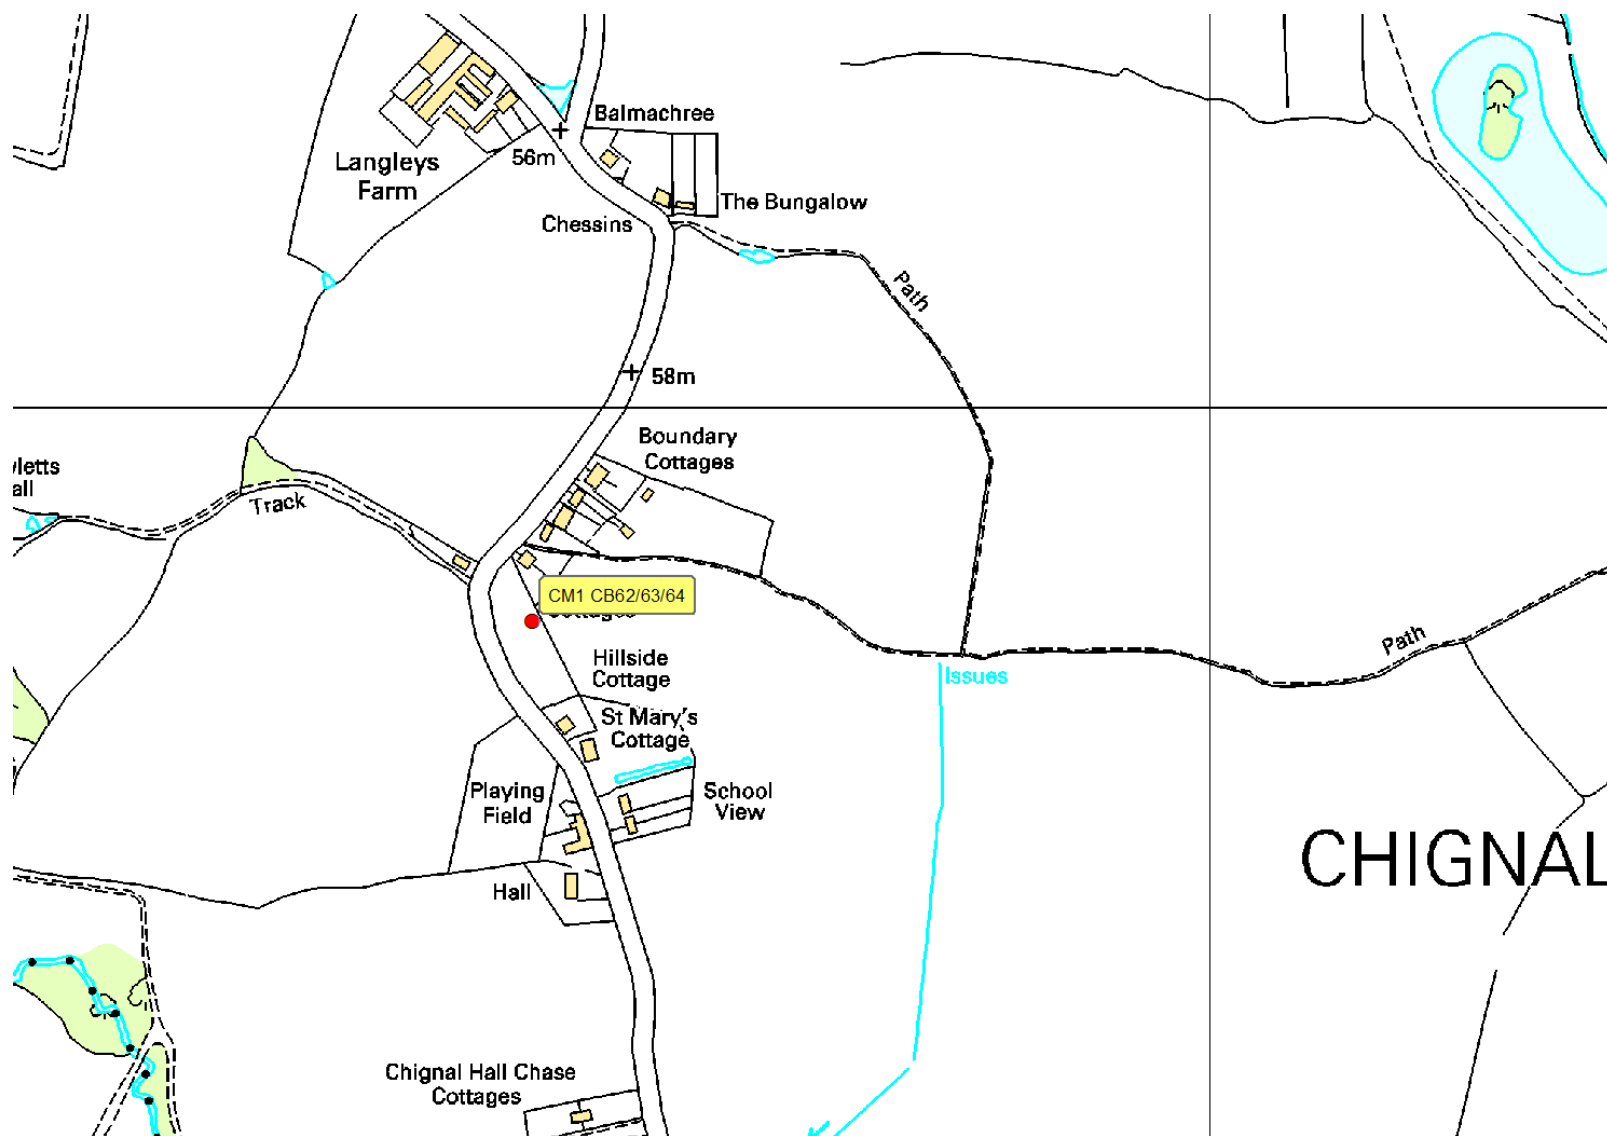 Balmachree
56m
Langleys
Farm
The Bungalow
Chessins
Path
58m
Boundary
Cottages
Track
CM1 CB62/63/64
Cottages
Hillside
Cottage
Path
Issues
St Mary's
Cottage
Playing
Field
School
View
CHIGNAL
Hall
Chignal Hall Chase
Cottages